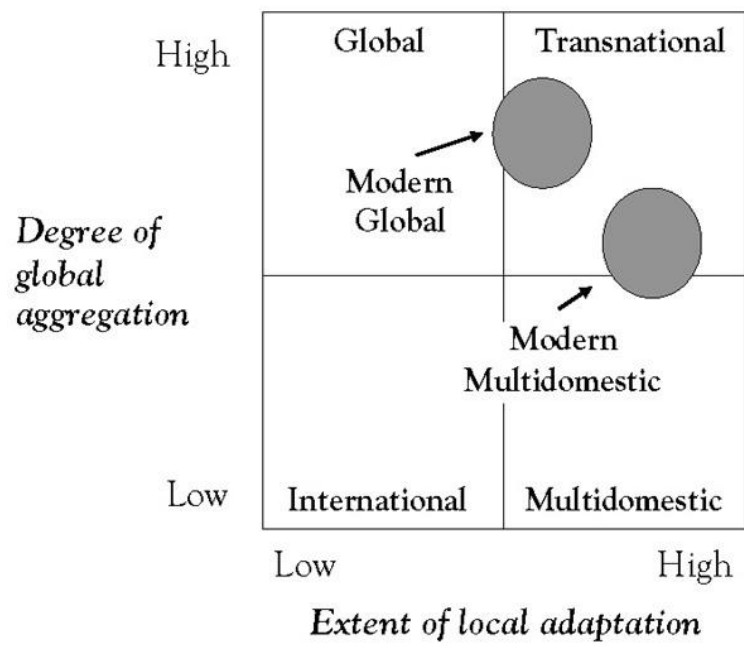 Global
Transnational
High
Modern
Global
Degree of
global
aggregation
Modern
Multidomestic
Low
International
Multidomestic
Low
High
Extent of local adaptation